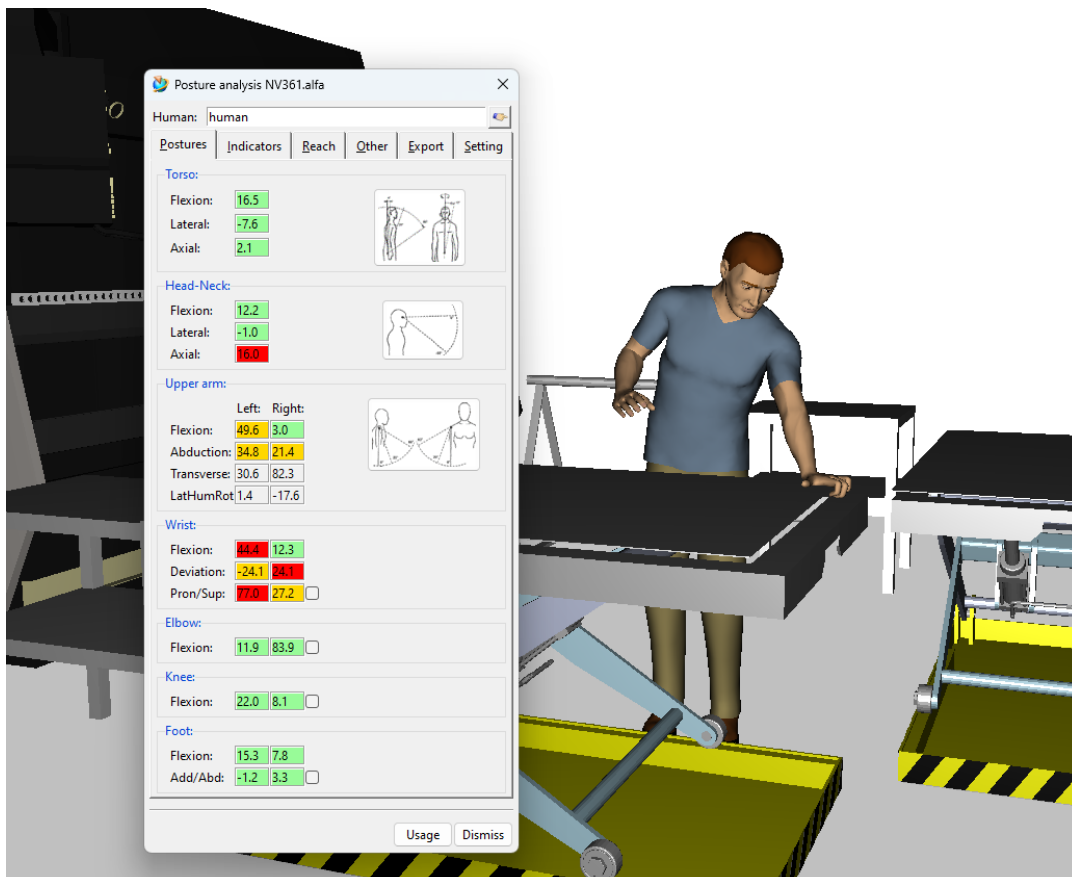 Posture analysis NV361.alfa
Human: human
Postures Indicators Reach Other Export Setting
Torso:
Flexion: 16.5
Lateral: -7.6
Axial: 2.1
Head-Neck:
Flexion: 12.2
Lateral: -1.0
Axial: 16.0
Upper arm:
Left: Right:
Flexion: 49.6 3.0
Abduction: 34.8 21.4
Transverse: 30.6 82.3
LatHumRot 1.4 -17.6
Wrist:
Flexion: 44.4 12.3
Deviation: -24.1 24.1
Pron/Sup: 77.0 27.2
Elbow:
Flexion: 11.9 83.9
Knee:
Flexion: 22.0 8.1
Foot:
Flexion: 15.3 7.8
Add/Abd: -1.2 3.3
Usage Dismiss